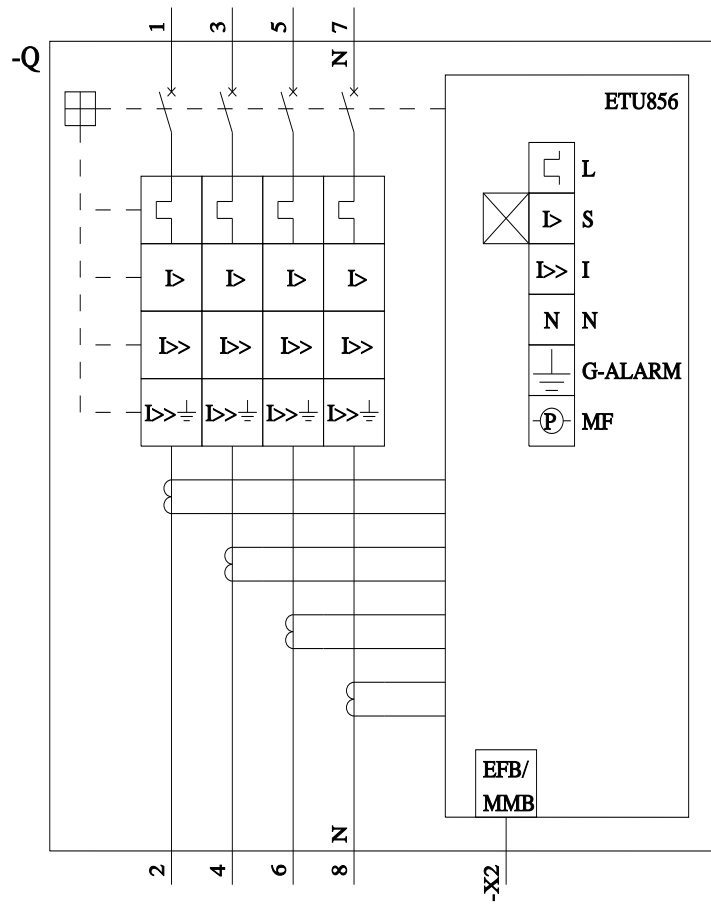 1 3 5 7
N
-Q
ETU856
L
I> S
I> I> I> I>
I>> I
I>> I>> I>> I>>
N N
G-ALARM
I>> I>> I>> I>>
P MF
EFB/
MMB
N
2 4 6 8
-X2